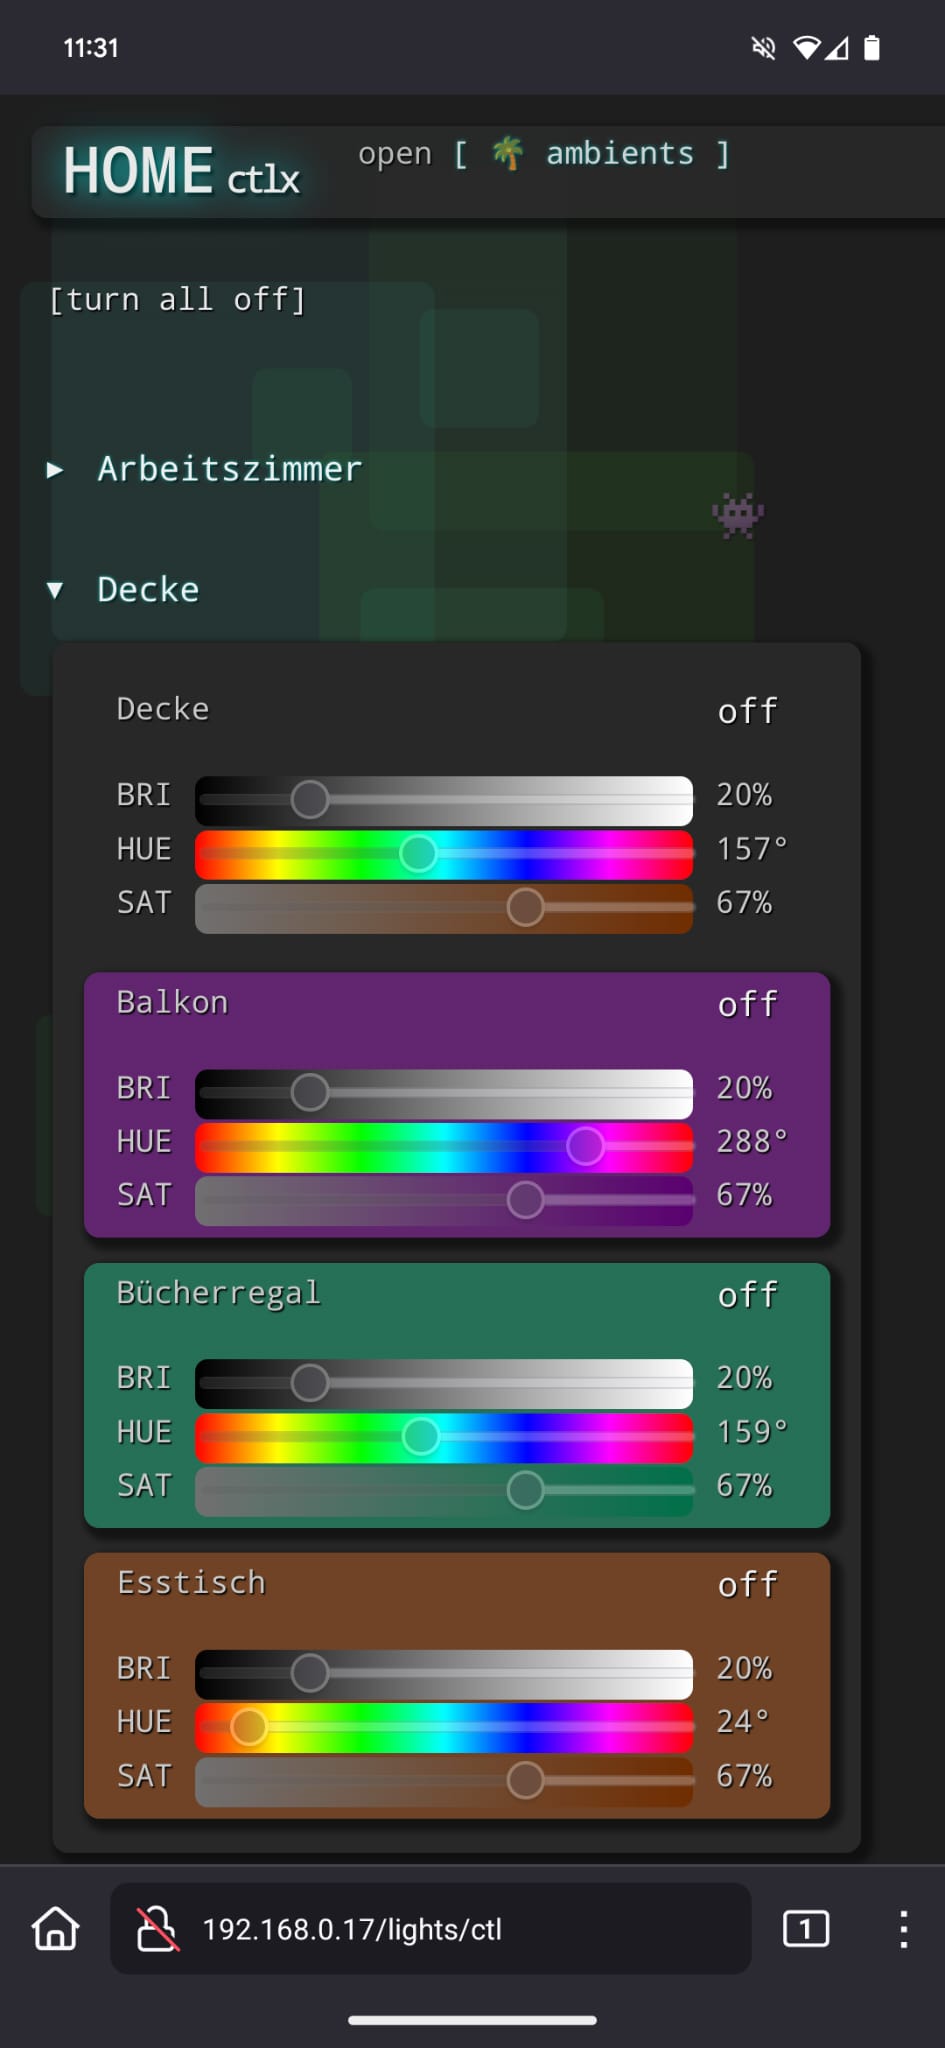 11:31
HOME ctlx open [ 🌴 ambients ]
[turn all off]
▶ Arbeitszimmer
▼ Decke
Decke off
BRI 20%
HUE 157°
SAT 67%
Balkon off
BRI 20%
HUE 288°
SAT 67%
Bücherregal off
BRI 20%
HUE 159°
SAT 67%
Esstisch off
BRI 20%
HUE 24°
SAT 67%
192.168.0.17/lights/ctl 1